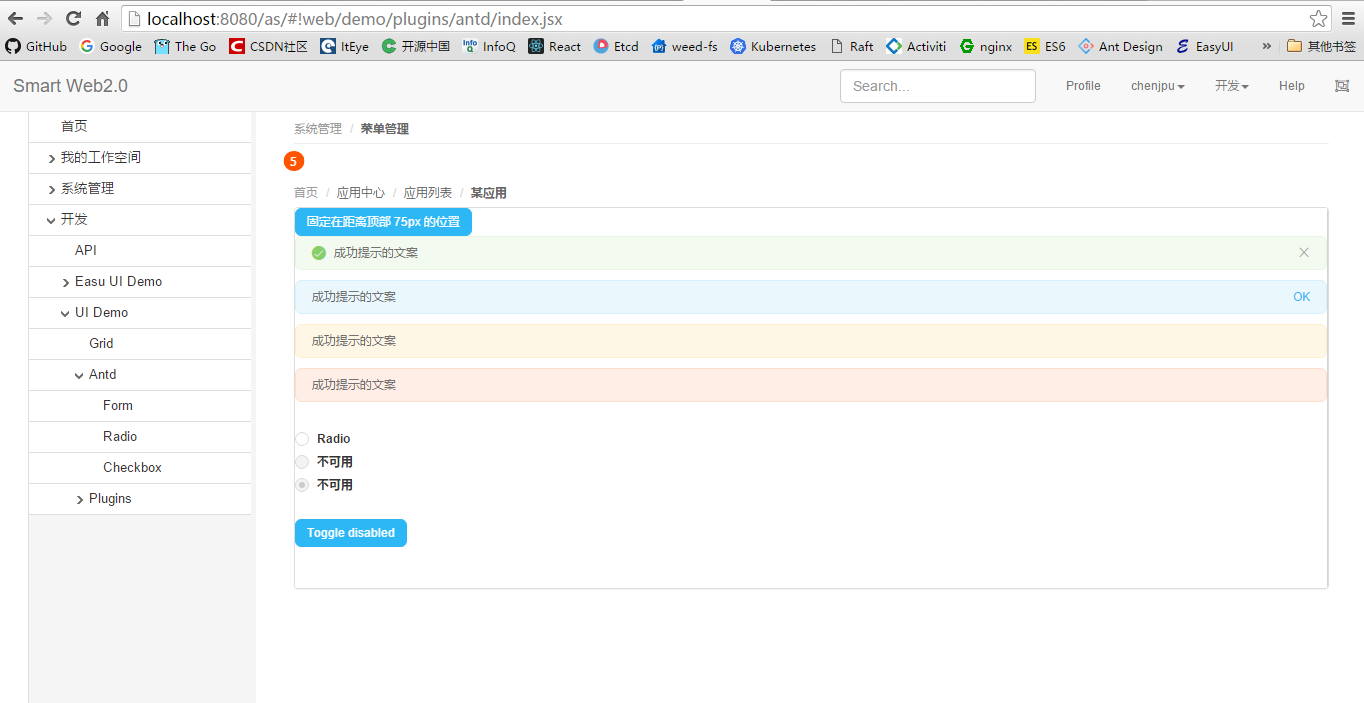 localhost:8080/as/#!web/demo/plugins/antd/index.jsx
GitHub Google The Go CSDN社区 ItEye 开源中国 InfoQ React Etcd weed-fs Kubernetes Raft Activiti nginx ES6 Ant Design EasyUI » 其他书签
Smart Web2.0 Search... Profile chenjpu 开发 Help
首页
我的工作空间
系统管理
开发
API
Easu UI Demo
UI Demo
Grid
Antd
Form
Radio
Checkbox
Plugins
系统管理 / 菜单管理
5
首页 / 应用中心 / 应用列表 / 某应用
固定在距离顶部 75px 的位置
成功提示的文案
成功提示的文案 OK
成功提示的文案
成功提示的文案
Radio
不可用
不可用
Toggle disabled